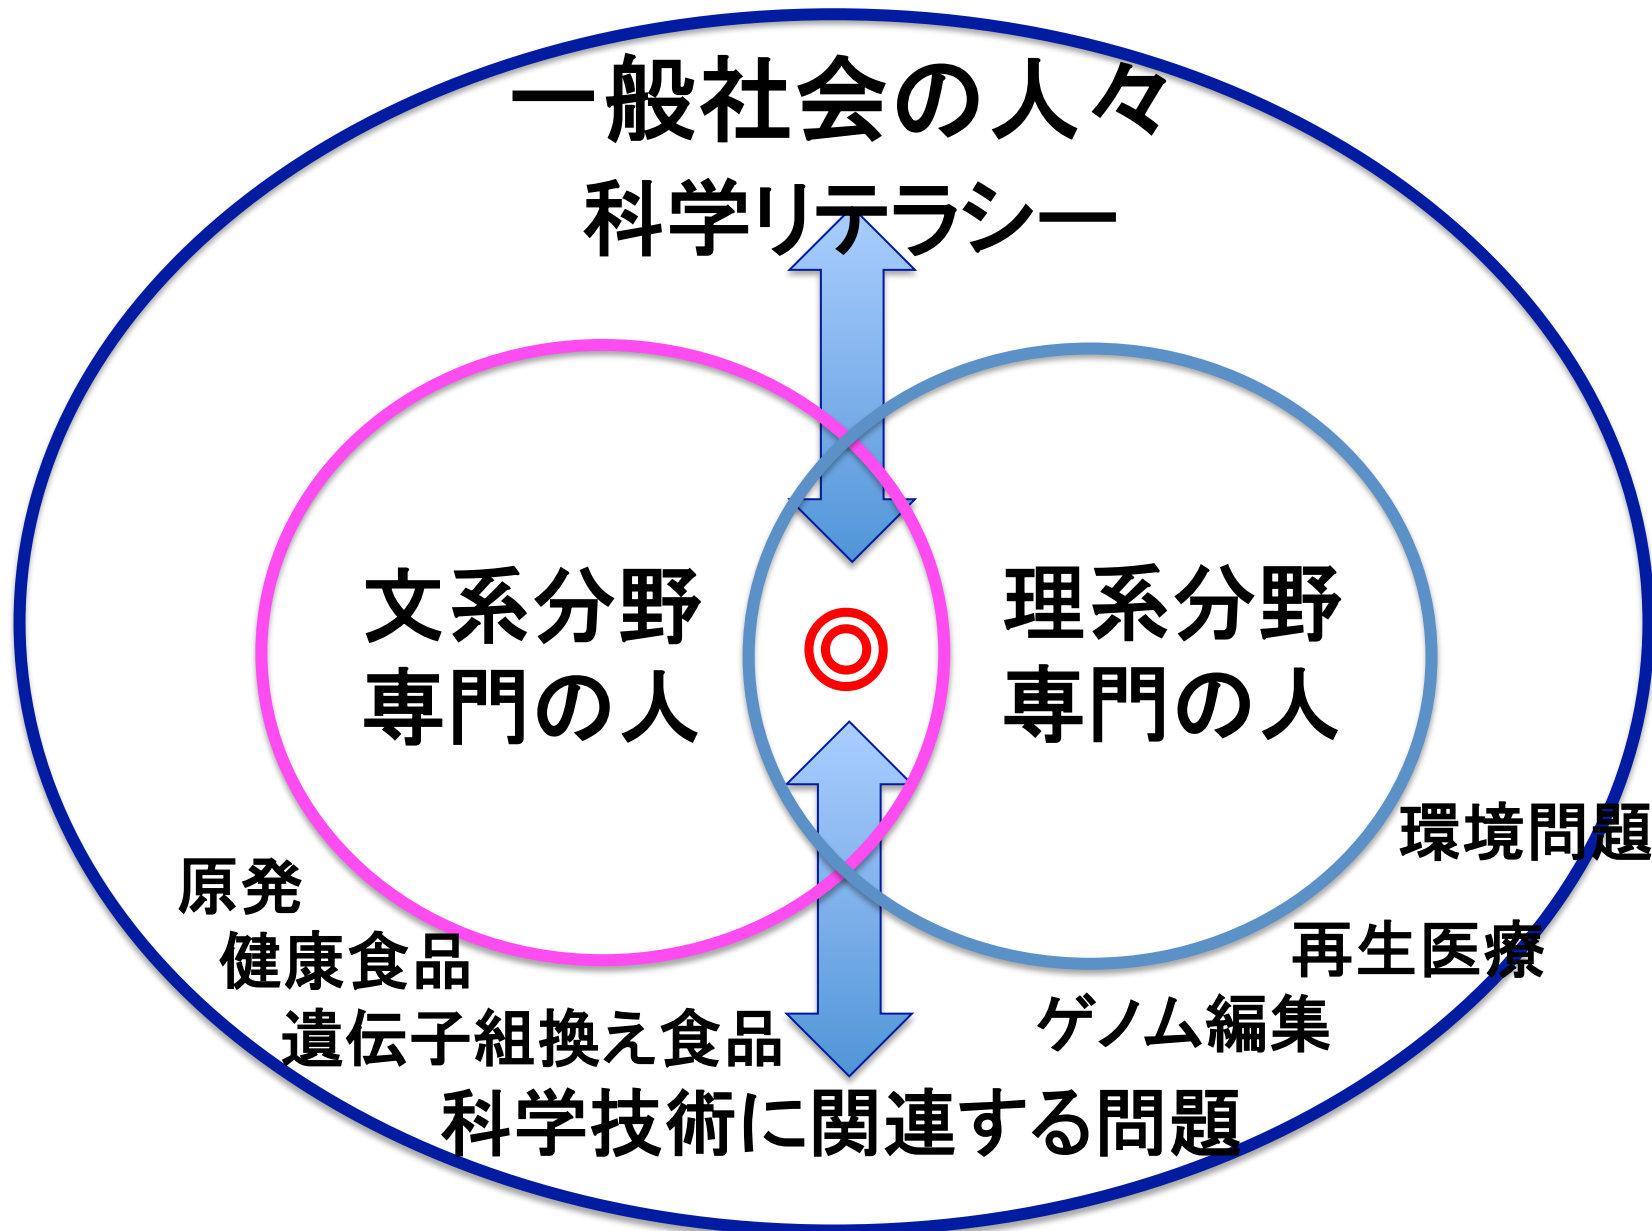 一般社会の人々
科学リテラシー
文系分野
専門の人
理系分野
専門の人
環境問題
原発
再生医療
健康食品
ゲノム編集
遺伝子組換え食品
科学技術に関連する問題